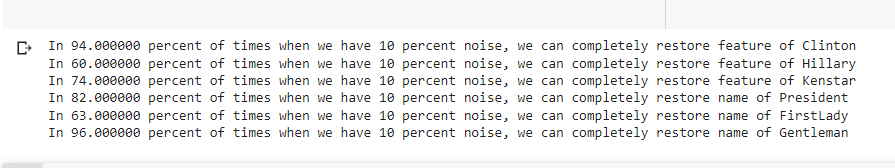 In 94.000000 percent of times when we have 10 percent noise, we can completely restore feature of Clinton
In 60.000000 percent of times when we have 10 percent noise, we can completely restore feature of Hillary
In 74.000000 percent of times when we have 10 percent noise, we can completely restore feature of Kenstar
In 82.000000 percent of times when we have 10 percent noise, we can completely restore name of President
In 63.000000 percent of times when we have 10 percent noise, we can completely restore name of FirstLady
In 96.000000 percent of times when we have 10 percent noise, we can completely restore name of Gentleman